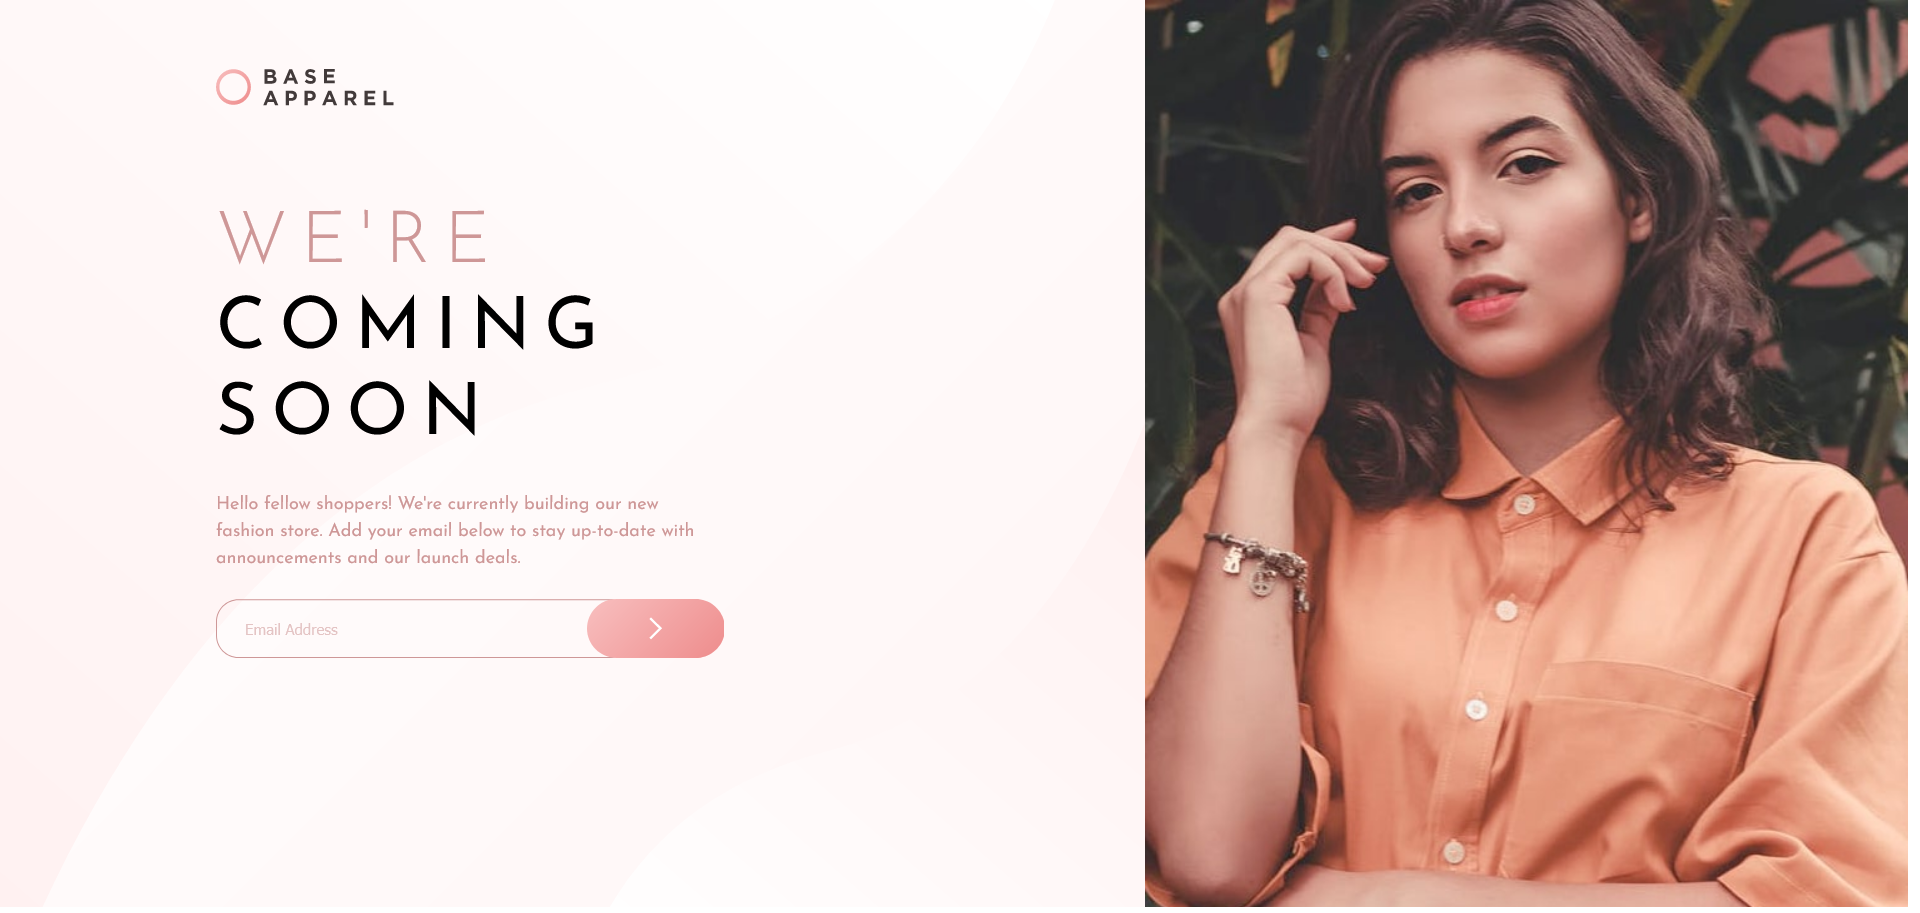 BASE
APPAREL
WE'RE
COMING
SOON
Hello fellow shoppers! We're currently building our new
fashion store. Add your email below to stay up-to-date with
announcements and our launch deals.
Email Address